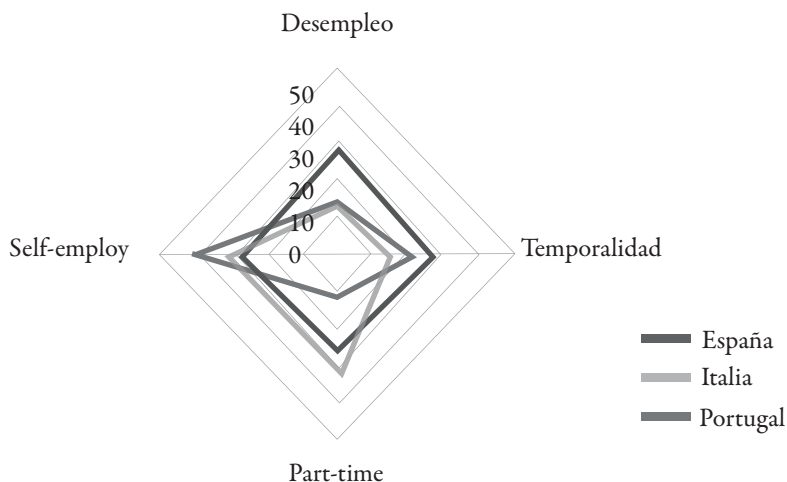 Desempleo
50
40
30
20
10
0
Self-employ
Temporalidad
España
Italia
Portugal
Part-time